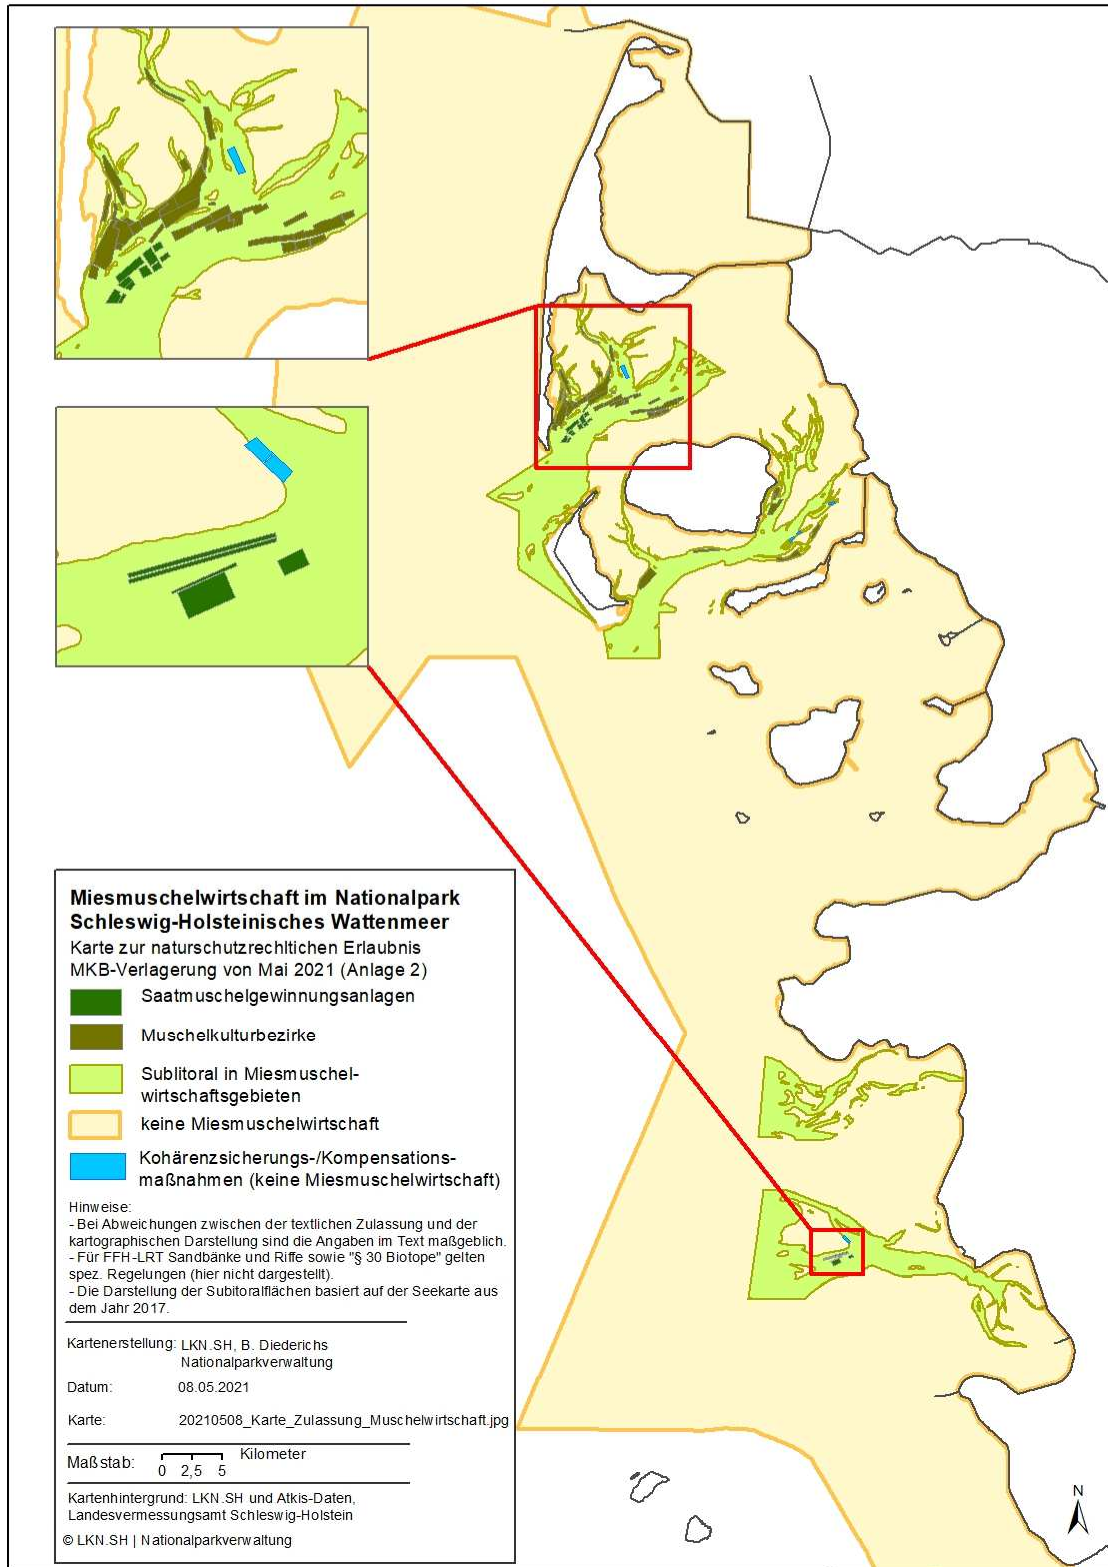 Miesmuschelwirtschaft im Nationalpark
Schleswig-Holsteinisches Wattenmeer
Karte zur naturschutzrechltichen Erlaubnis
MKB-Verlagerung von Mai 2021 (Anlage 2)
Saatmuschelgewinnungsanlagen
Muschelkulturbezirke
Sublitoral in Miesmuschel-
wirtschaftsgebieten
keine Miesmuschelwirtschaft
Kohärenzsicherungs-/Kompensations-
maßnahmen (keine Miesmuschelwirtschaft)
Hinweise:
- Bei Abweichungen zwischen der textlichen Zulassung und der
kartographischen Darstellung sind die Angaben im Text maßgeblich.
- Für FFH-LRT Sandbänke und Riffe sowie "§ 30 Biotope" gelten
spez. Regelungen (hier nicht dargestellt).
- Die Darstellung der Subitoralflächen basiert auf der Seekarte aus
dem Jahr 2017.
Kartenerstellung: LKN.SH, B. Diederichs
Nationalparkverwaltung
Datum: 08.05.2021
Karte: 20210508_Karte_Zulassung_Muschelwirtschaft.jpg
Maßstab: 0 2,5 5 Kilometer
Kartenhintergrund: LKN.SH und Atkis-Daten,
Landesvermessungsamt Schleswig-Holstein
© LKN.SH | Nationalparkverwaltung
N